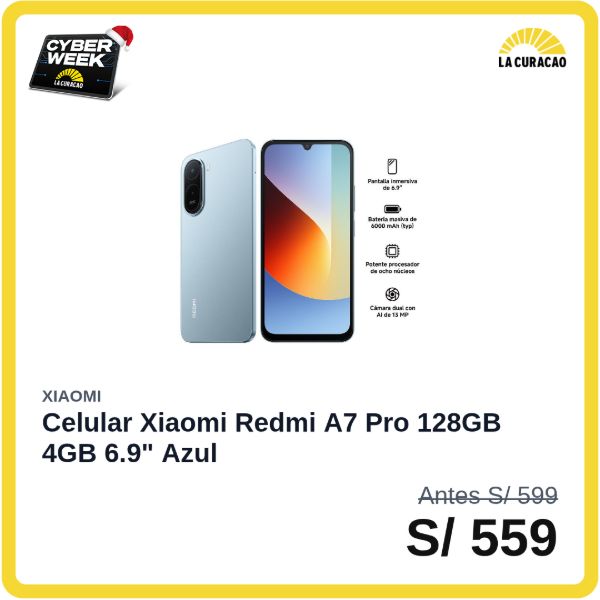 CYBER
WEEK
LA CURACAO
LA CURACAO
Pantalla inmersiva
de 6.9"
Batería masiva de
6000 mAh (typ)
Potente procesador
de ocho núcleos
Cámara dual con
AI de 13 MP
REDMI
XIAOMI
Celular Xiaomi Redmi A7 Pro 128GB
4GB 6.9" Azul
Antes S/ 599
S/ 559